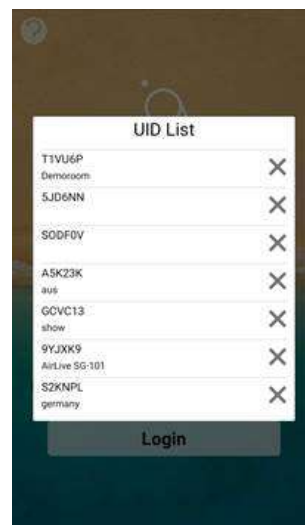 UID List
T1VU6P
Demoroom
5JD6NN
SODF0V
A5K23K
aus
GCVC13
show
9YJXK9
AirLive SG-101
S2KNPL
germany
Login